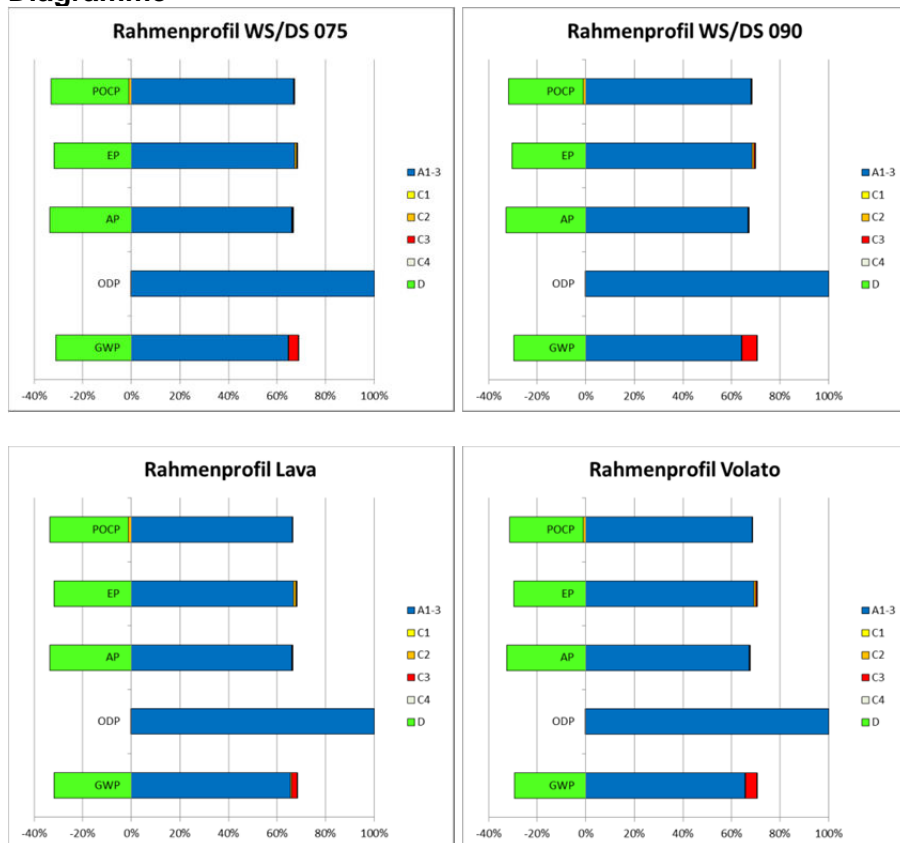 Diagramme
Rahmenprofil WS/DS 075
POCP
EP
AP
ODP
GWP
-40% -20% 0% 20% 40% 60% 80% 100%
A1-3
C1
C2
C3
C4
D
Rahmenprofil WS/DS 090
POCP
EP
AP
ODP
GWP
-40% -20% 0% 20% 40% 60% 80% 100%
A1-3
C1
C2
C3
C4
D
Rahmenprofil Lava
POCP
EP
AP
ODP
GWP
-40% -20% 0% 20% 40% 60% 80% 100%
A1-3
C1
C2
C3
C4
D
Rahmenprofil Volato
POCP
EP
AP
ODP
GWP
-40% -20% 0% 20% 40% 60% 80% 100%
A1-3
C1
C2
C3
C4
D